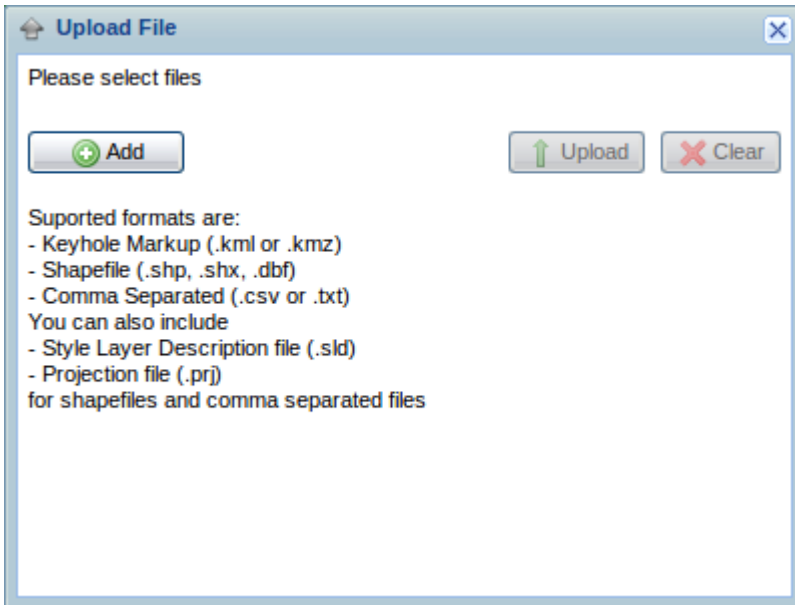 Upload File
Please select files
Add
Upload
Clear
Suported formats are:
- Keyhole Markup (.kml or .kmz)
- Shapefile (.shp, .shx, .dbf)
- Comma Separated (.csv or .txt)
You can also include
- Style Layer Description file (.sld)
- Projection file (.prj)
for shapefiles and comma separated files